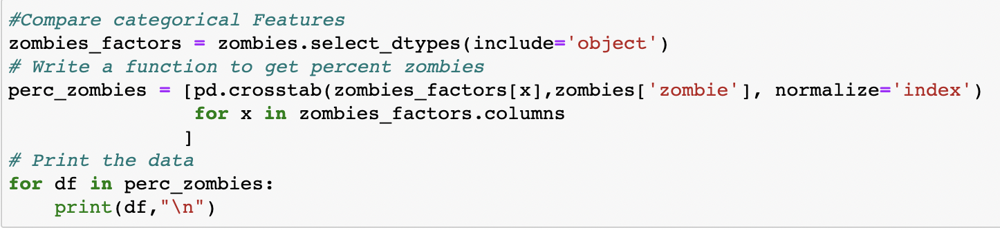 #Compare categorical Features
zombies_factors = zombies.select_dtypes(include='object')
# Write a function to get percent zombies
perc_zombies = [pd.crosstab(zombies_factors[x],zombies['zombie'], normalize='index')
                for x in zombies_factors.columns
               ]
# Print the data
for df in perc_zombies:
    print(df,"\n")